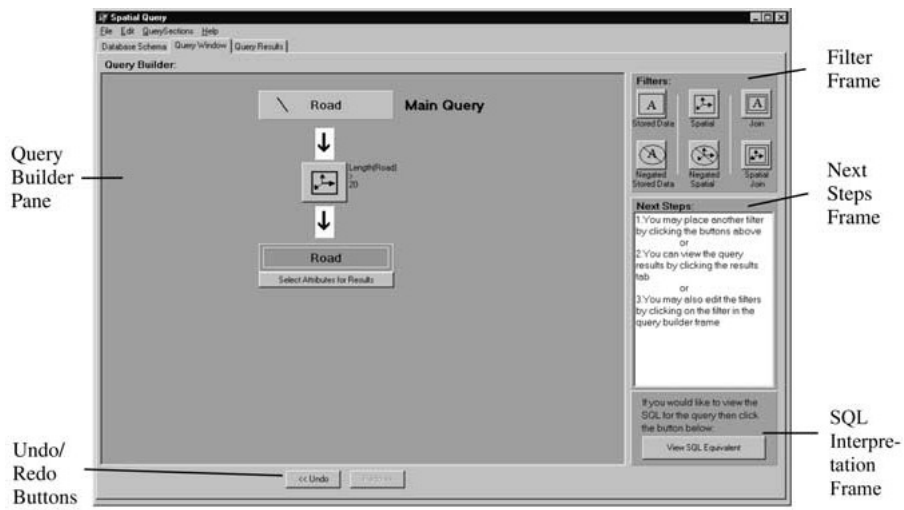 Spatial Query
File Edit QuerySections Help
Database Schema Query Window Query Results
Query Builder:
Road
Main Query
Length(Road)
>
20
Road
Select Attributes for Results
Filters:
A
A
Stored Data Spatial Join
A
Negated Stored Data
Negated Spatial
Spatial Join
Next Steps:
1.You may place another filter
by clicking the buttons above
or
2.You can view the query
results by clicking the results
tab
or
3.You may also edit the filters
by clicking on the filter in the
query builder frame
If you would like to view the
SQL for the query then click
the button below:
View SQL Equivalent
<< Undo
Query
Builder
Pane
Undo/
Redo
Buttons
Filter
Frame
Next
Steps
Frame
SQL
Interpre-
tation
Frame